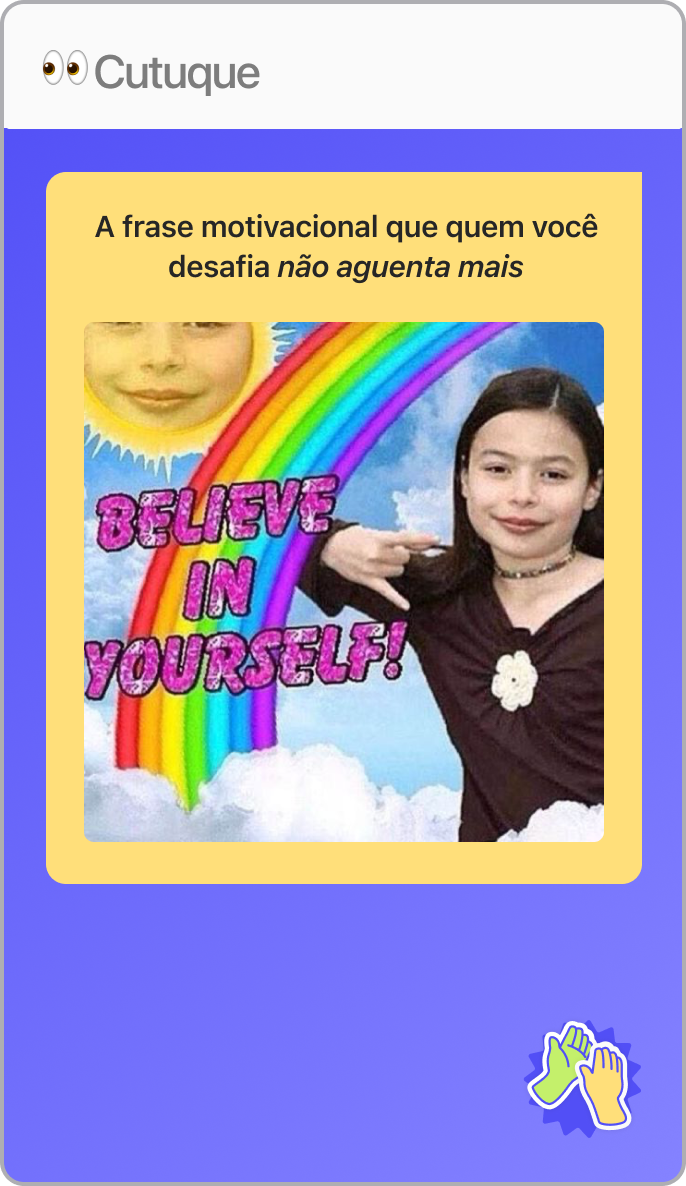 👀Cutuque
A frase motivacional que quem você
desafia não aguenta mais
BELIEVE
IN
YOURSELF!